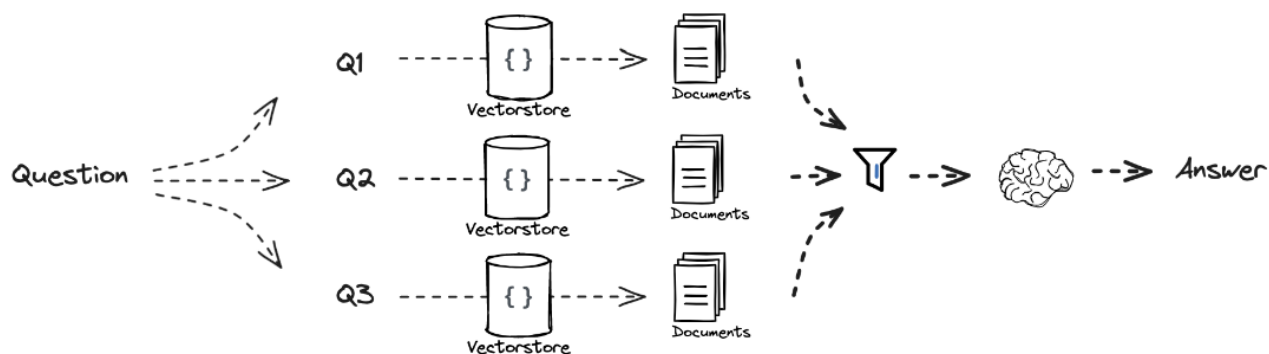 Q1
{ }
Vectorstore
Documents
Question
Q2
{ }
Vectorstore
Documents
Answer
Q3
{ }
Vectorstore
Documents